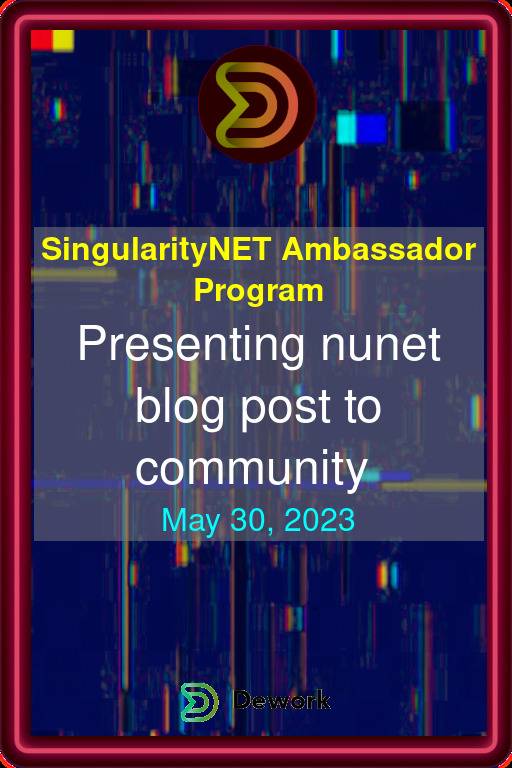 SingularityNET Ambassador
Program
Presenting nunet
blog post to
community
May 30, 2023
Dework